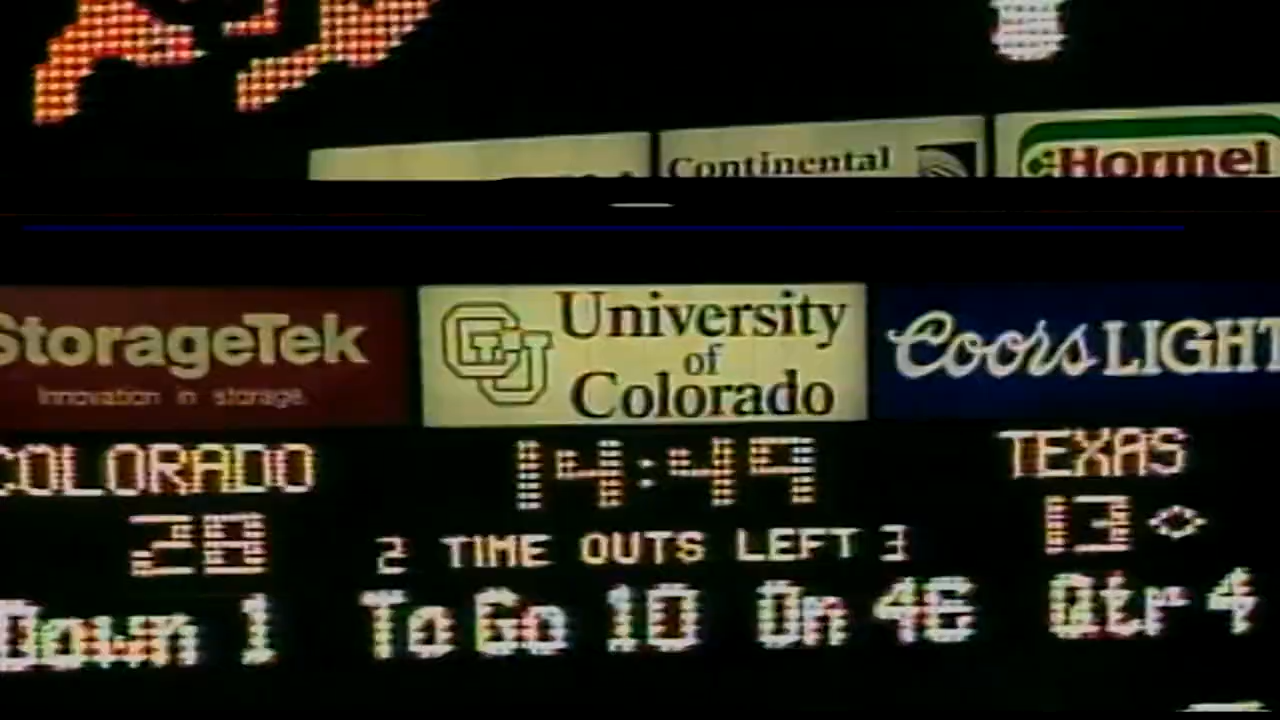 Continental
Hormel
StorageTek
Innovation in storage.
CU
University
of
Colorado
Coors LIGHT
COLORADO 14:49 TEXAS
28 13
2 TIME OUTS LEFT 3
Down 1 To Go 10 On 46 Qtr 4